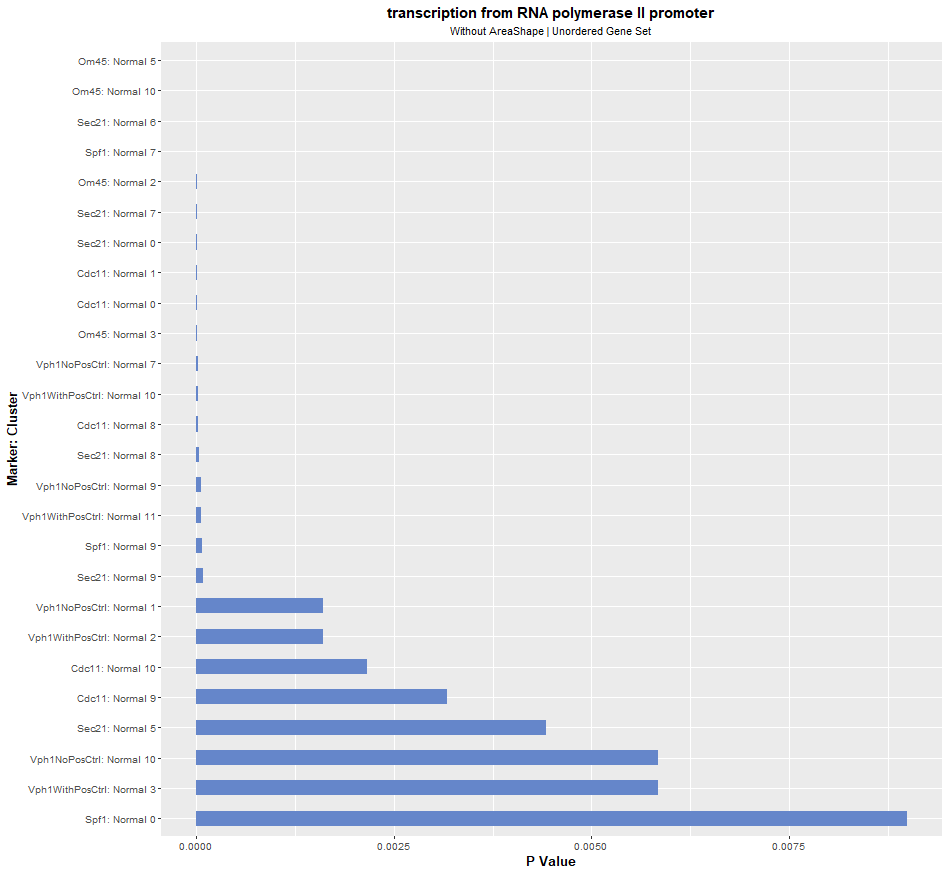 transcription from RNA polymerase II promoter
Without AreaShape | Unordered Gene Set
Om45: Normal 5
Om45: Normal 10
Sec21: Normal 6
Spf1: Normal 7
Om45: Normal 2
Sec21: Normal 7
Sec21: Normal 0
Cdc11: Normal 1
Cdc11: Normal 0
Om45: Normal 3
Vph1NoPosCtrl: Normal 7
Vph1WithPosCtrl: Normal 10
Cdc11: Normal 8
Sec21: Normal 8
Vph1NoPosCtrl: Normal 9
Vph1WithPosCtrl: Normal 11
Spf1: Normal 9
Sec21: Normal 9
Vph1NoPosCtrl: Normal 1
Vph1WithPosCtrl: Normal 2
Cdc11: Normal 10
Cdc11: Normal 9
Sec21: Normal 5
Vph1NoPosCtrl: Normal 10
Vph1WithPosCtrl: Normal 3
Spf1: Normal 0
Marker: Cluster
0.0000 0.0025 0.0050 0.0075
P Value